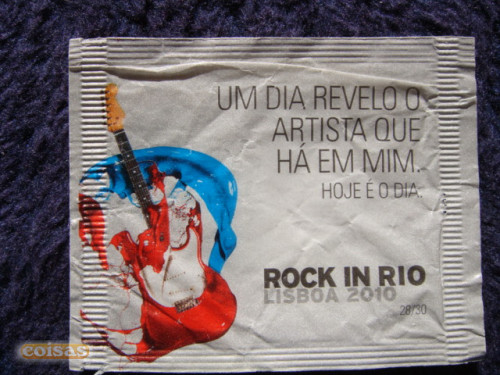 UM DIA REVELO O
ARTISTA QUE
HÁ EM MIM.
HOJE É O DIA.
ROCK IN RIO
LISBOA 2010
28/30
coisas